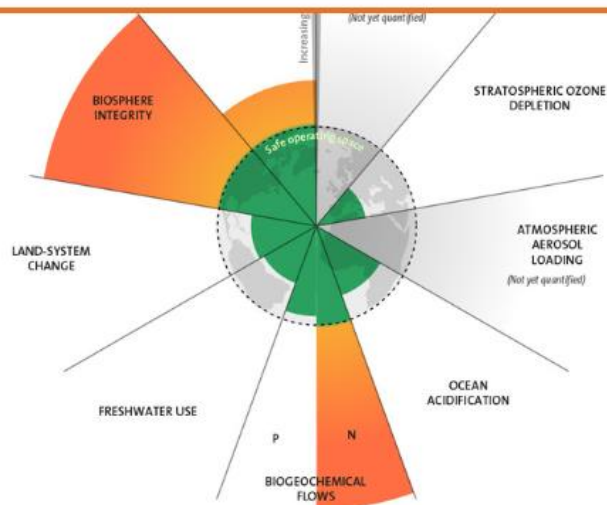 Increasing
(Not yet quantified)
BIOSPHERE
INTEGRITY
STRATOSPHERIC OZONE
DEPLETION
Safe operating space
LAND-SYSTEM
CHANGE
ATMOSPHERIC
AEROSOL
LOADING
(Not yet quantified)
FRESHWATER USE
OCEAN
ACIDIFICATION
P
N
BIOGEOCHEMICAL
FLOWS